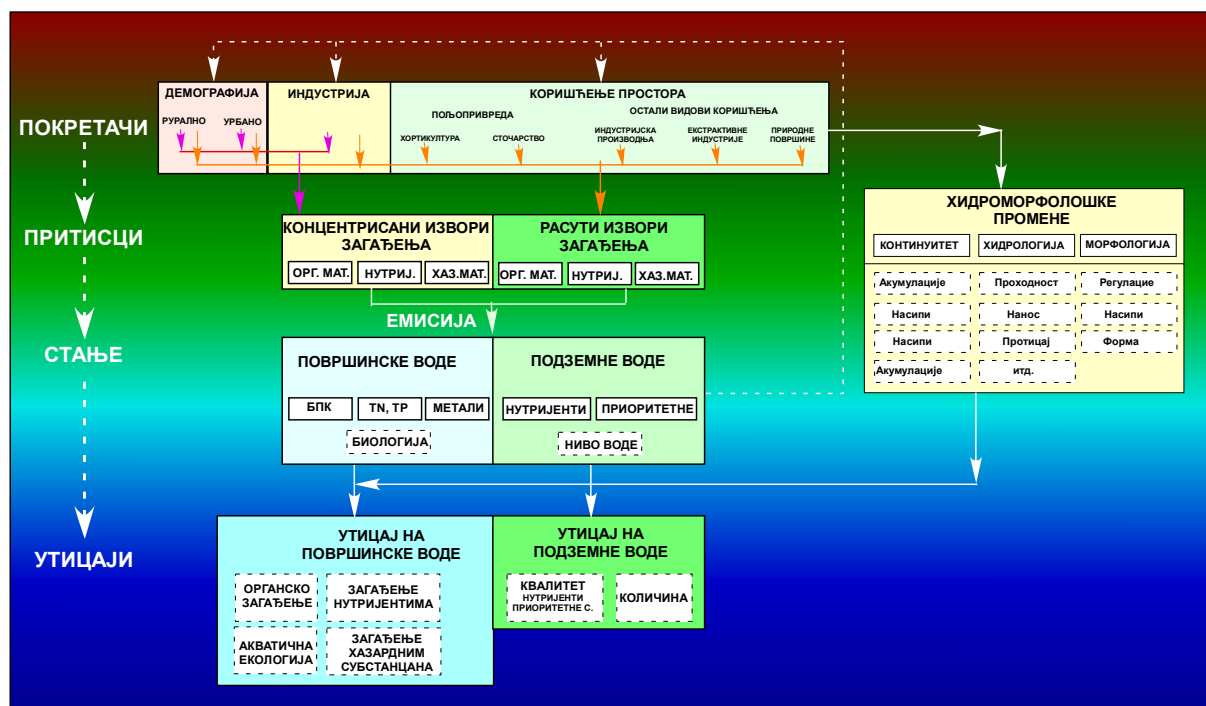 ПОКРЕТАЧИ
ПРИТИСЦИ
СТАЊЕ
УТИЦАЈИ
ДЕМОГРАФИЈА
РУРАЛНО
УРБАНО
ИНДУСТРИЈА
КОРИШЋЕЊЕ ПРОСТОРА
ПОЉОПРИВРЕДА
ОСТАЛИ ВИДОВИ КОРИШЋЕЊА
ХОРТИКУЛТУРА
СТОЧАРСТВО
ИНДУСТРИЈСКА
ПРОИЗВОДЊА
ЕКСТРАКТИВНЕ
ИНДУСТРИЈЕ
ПРИРОДНЕ
ПОВРШИНЕ
КОНЦЕНТРИСАНИ ИЗВОРИ
ЗАГАЂЕЊА
ОРГ. МАТ.
НУТРИЈ.
ХАЗ.МАТ.
РАСУТИ ИЗВОРИ
ЗАГАЂЕЊА
ОРГ. МАТ.
НУТРИЈ.
ХАЗ.МАТ.
ХИДРОМОРФОЛОШКЕ
ПРОМЕНЕ
КОНТИНУИТЕТ
ХИДРОЛОГИЈА
МОРФОЛОГИЈА
Акумулације
Проходност
Регулације
Насипи
Нанос
Насипи
Насипи
Протицај
Форма
Акумулације
итд.
ЕМИСИЈА
ПОВРШИНСКЕ ВОДЕ
БПК
TN, TP
МЕТАЛИ
БИОЛОГИЈА
ПОДЗЕМНЕ ВОДЕ
НУТРИЈЕНТИ
ПРИОРИТЕТНЕ
НИВО ВОДЕ
УТИЦАЈ НА
ПОВРШИНСКЕ ВОДЕ
ОРГАНСКО
ЗАГАЂЕЊЕ
ЗАГАЂЕЊЕ
НУТРИЈЕНТИМА
АКВАТИЧНА
ЕКОЛОГИЈА
ЗАГАЂЕЊЕ
ХАЗАРДНИМ
СУБСТАНЦАНА
УТИЦАЈ НА
ПОДЗЕМНЕ ВОДЕ
КВАЛИТЕТ
НУТРИЈЕНТИ
ПРИОРИТЕТНЕ С.
КОЛИЧИНА